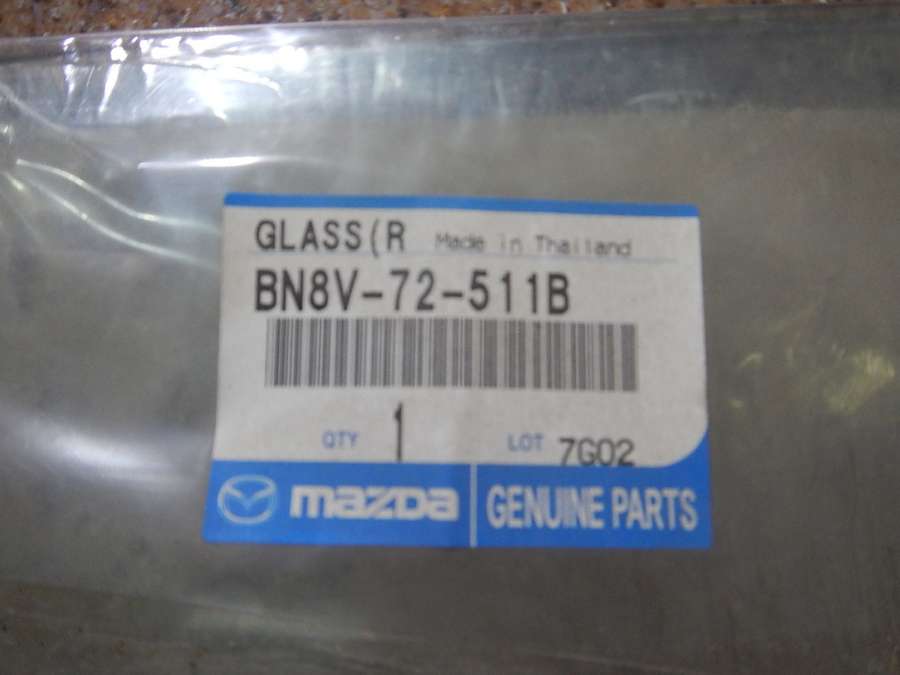 GLASS(R Made in Thailand
BN8V-72-511B
QTY 1 LOT 7G02
mazda GENUINE PARTS